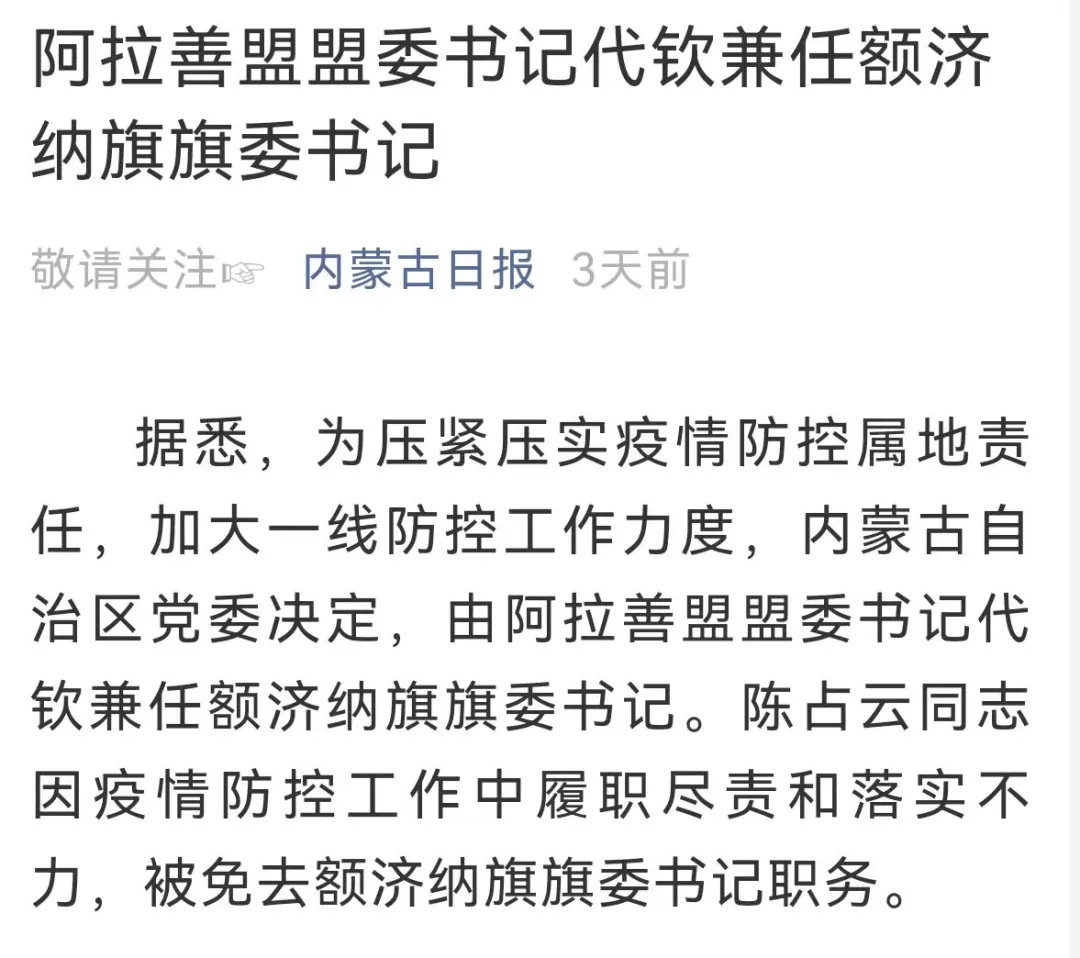 阿拉善盟盟委书记代钦兼任额济
纳旗旗委书记
敬请关注☞ 内蒙古日报 3天前
据悉，为压紧压实疫情防控属地责
任，加大一线防控工作力度，内蒙古自
治区党委决定，由阿拉善盟盟委书记代
钦兼任额济纳旗旗委书记。陈占云同志
因疫情防控工作中履职尽责和落实不
力，被免去额济纳旗旗委书记职务。